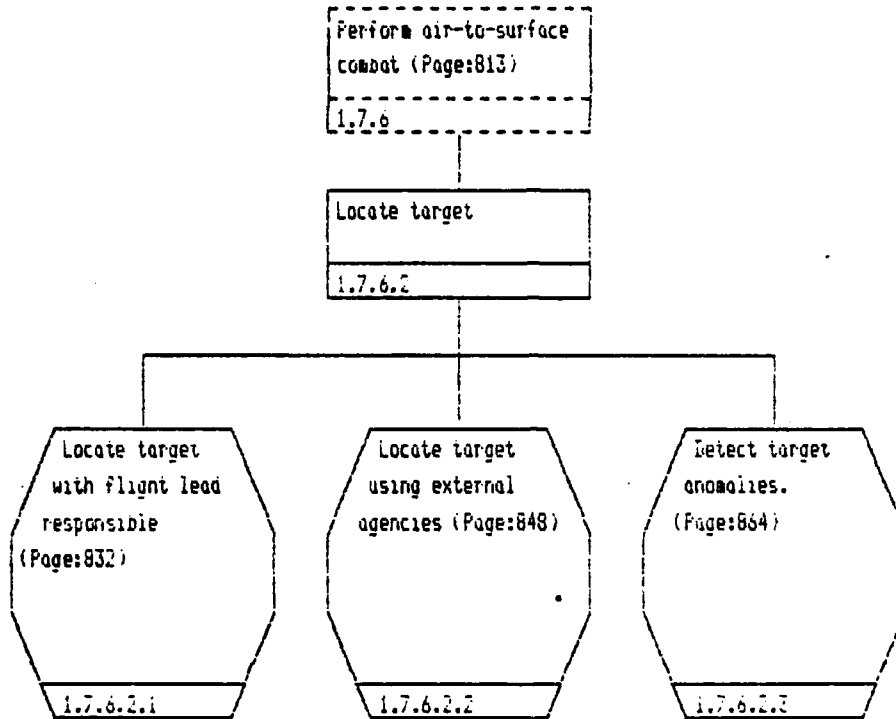 Perform air-to-surface
combat (Page:813)
1.7.6
Locate target
1.7.6.2
Locate target
with flight lead
responsible
(Page:832)
1.7.6.2.1
Locate target
using external
agencies (Page:848)
1.7.6.2.2
Detect target
anomalies.
(Page:864)
1.7.6.2.3